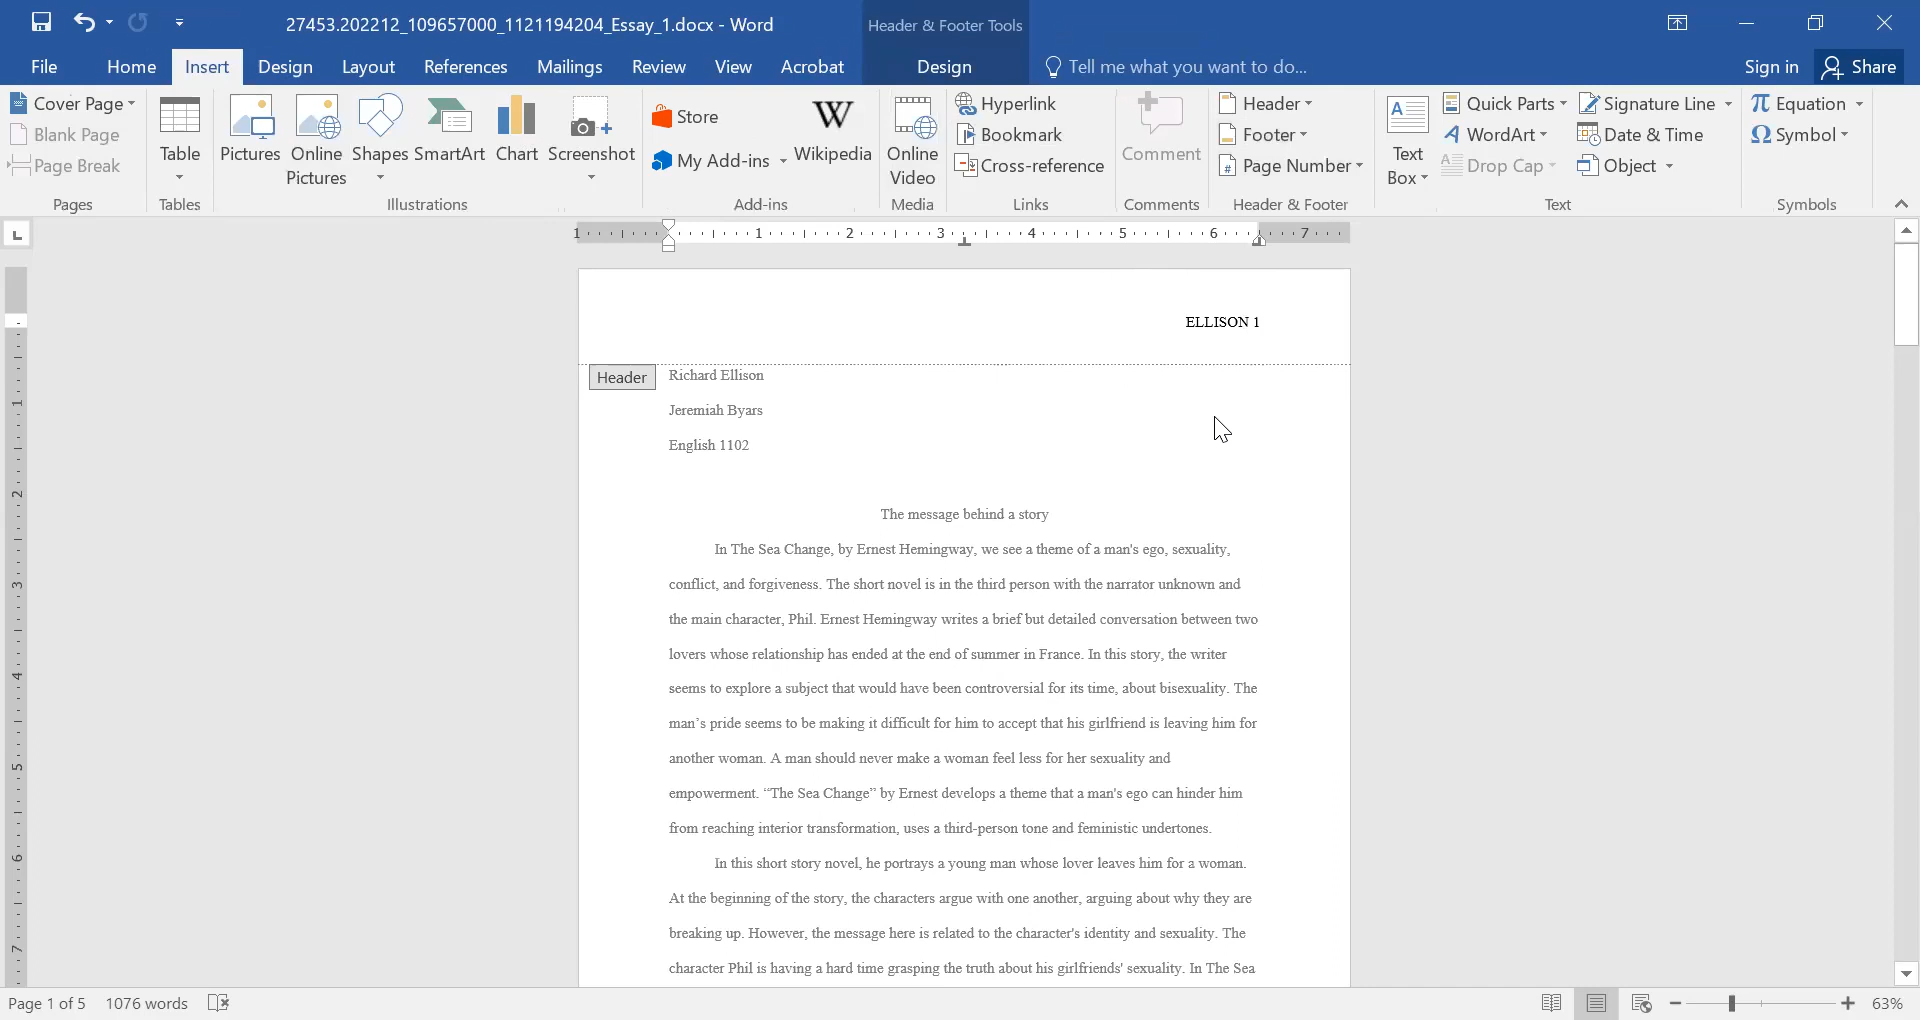 27453.202212_109657000_1121194204_Essay_1.docx - Word
Header & Footer Tools
File Home Insert Design Layout References Mailings Review View Acrobat Design Tell me what you want to do... Sign in Share
Cover Page
Blank Page
Page Break
Pages
Table
Tables
Pictures
Online Pictures
Shapes
SmartArt
Chart
Screenshot
Illustrations
Store
My Add-ins
W
Wikipedia
Add-ins
Online Video
Media
Hyperlink
Bookmark
Cross-reference
Links
Comment
Comments
Header
Footer
Page Number
Header & Footer
Text Box
Quick Parts
WordArt
Drop Cap
Signature Line
Date & Time
Object
Text
Equation
Symbol
Symbols
1 1 2 3 4 5 6 7
1
2
3
4
5
6
7
ELLISON 1
Header
Richard Ellison
Jeremiah Byars
English 1102
The message behind a story
In The Sea Change, by Ernest Hemingway, we see a theme of a man's ego, sexuality,
conflict, and forgiveness. The short novel is in the third person with the narrator unknown and
the main character, Phil. Ernest Hemingway writes a brief but detailed conversation between two
lovers whose relationship has ended at the end of summer in France. In this story, the writer
seems to explore a subject that would have been controversial for its time, about bisexuality. The
man’s pride seems to be making it difficult for him to accept that his girlfriend is leaving him for
another woman. A man should never make a woman feel less for her sexuality and
empowerment. “The Sea Change” by Ernest develops a theme that a man's ego can hinder him
from reaching interior transformation, uses a third-person tone and feministic undertones.
In this short story novel, he portrays a young man whose lover leaves him for a woman.
At the beginning of the story, the characters argue with one another, arguing about why they are
breaking up. However, the message here is related to the character's identity and sexuality. The
character Phil is having a hard time grasping the truth about his girlfriends' sexuality. In The Sea
Page 1 of 5 1076 words 63%